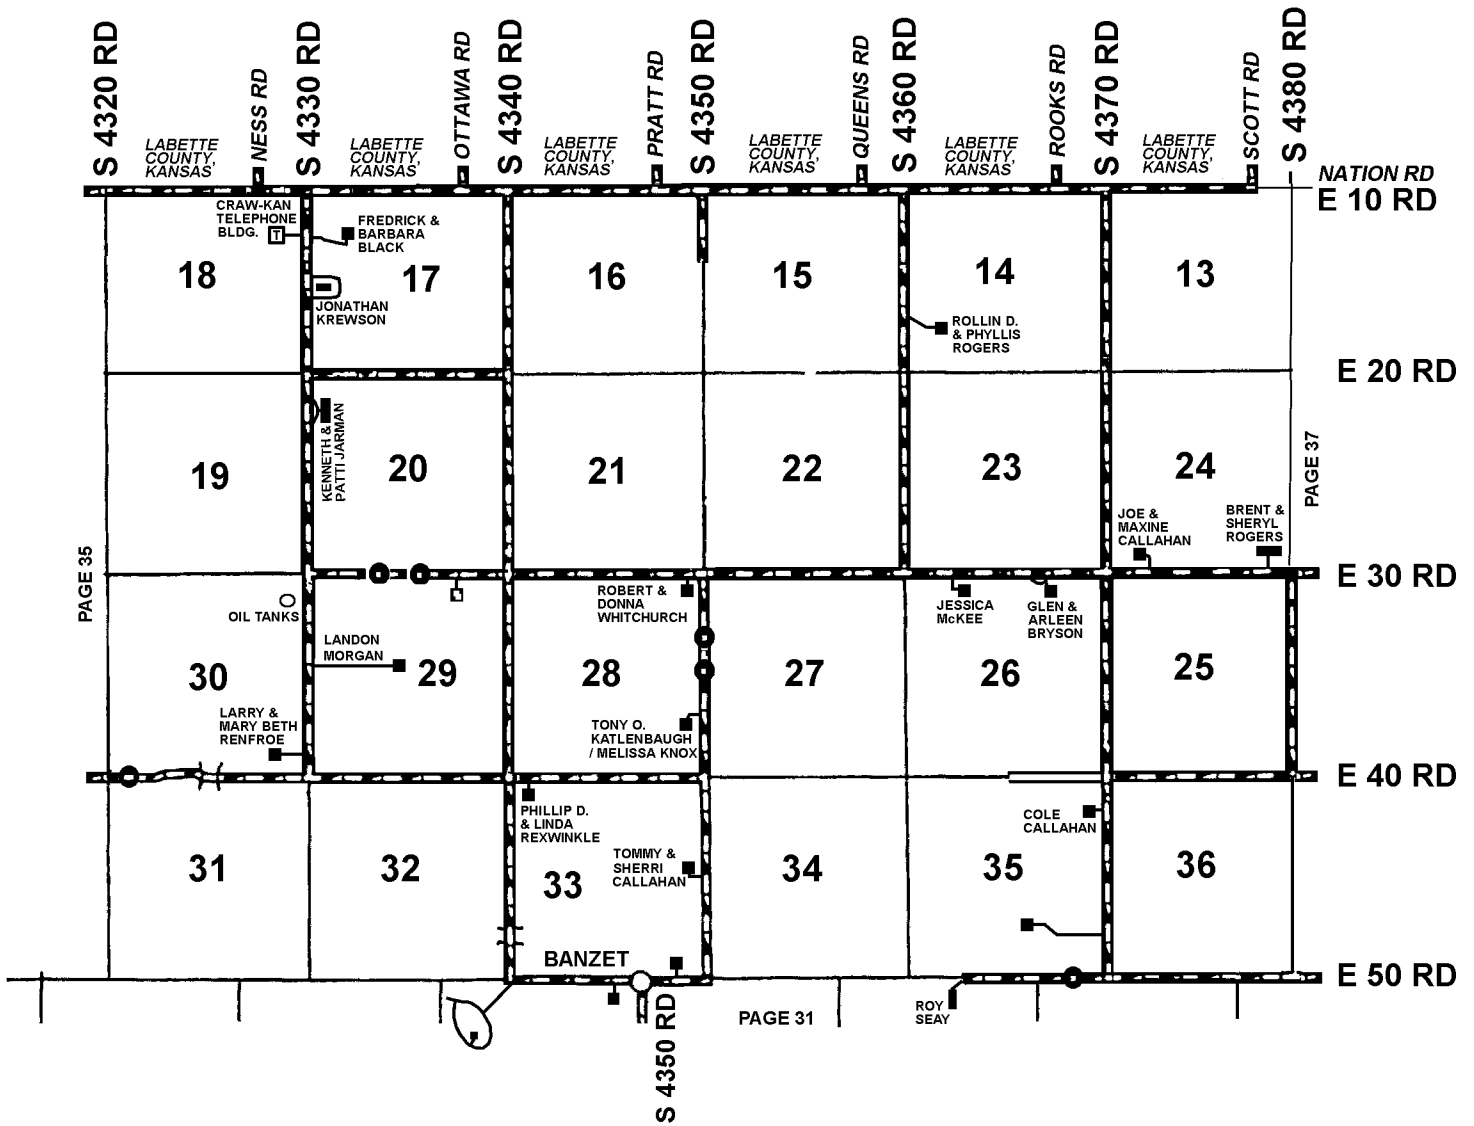 S 4320 RD
NESS RD
S 4330 RD
OTTAWA RD
S 4340 RD
PRATT RD
S 4350 RD
QUEENS RD
S 4360 RD
ROOKS RD
S 4370 RD
SCOTT RD
S 4380 RD
LABETTE
COUNTY,
KANSAS
LABETTE
COUNTY,
KANSAS
LABETTE
COUNTY,
KANSAS
LABETTE
COUNTY,
KANSAS
LABETTE
COUNTY,
KANSAS
LABETTE
COUNTY,
KANSAS
NATION RD
E 10 RD
CRAW-KAN
TELEPHONE
BLDG.
T
FREDRICK &
BARBARA
BLACK
18
17
16
15
14
13
JONATHAN
KREWSON
ROLLIN D.
& PHYLLIS
ROGERS
E 20 RD
KENNETH &
PATTI JARMAN
19
20
21
22
23
24
PAGE 37
JOE &
MAXINE
CALLAHAN
BRENT &
SHERYL
ROGERS
PAGE 35
E 30 RD
OIL TANKS
ROBERT &
DONNA
WHITCHURCH
JESSICA
McKEE
GLEN &
ARLEEN
BRYSON
LANDON
MORGAN
30
29
28
27
26
25
LARRY &
MARY BETH
RENFROE
TONY O.
KATLENBAUGH
/ MELISSA KNOX
E 40 RD
PHILLIP D.
& LINDA
REXWINKLE
COLE
CALLAHAN
TOMMY &
SHERRI
CALLAHAN
31
32
33
34
35
36
BANZET
E 50 RD
ROY
SEAY
PAGE 31
S 4350 RD